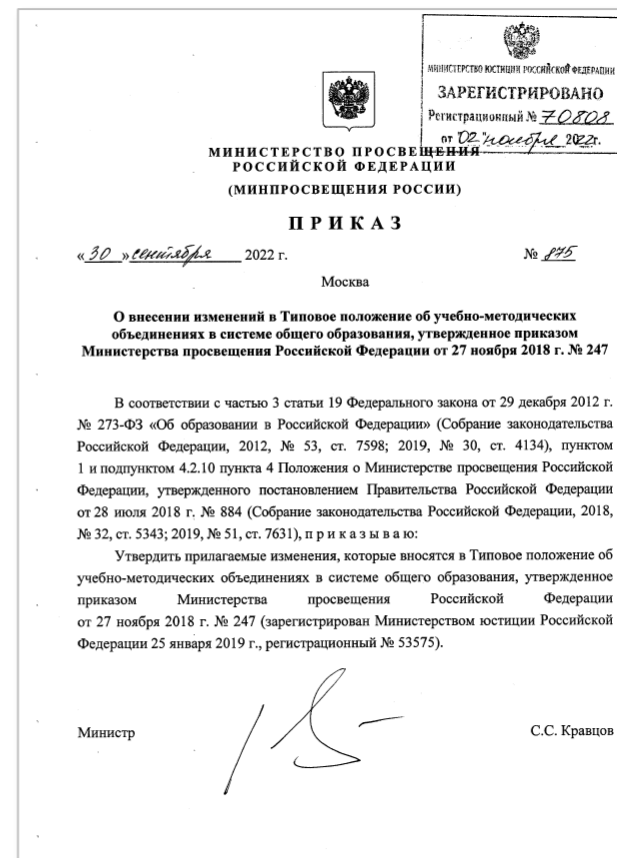 МИНИСТЕРСТВО ЮСТИЦИИ РОССИЙСКОЙ ФЕДЕРАЦИИ
ЗАРЕГИСТРИРОВАНО
Регистрационный № 70808
от "02" ноября 2022г.
МИНИСТЕРСТВО ПРОСВЕЩЕНИЯ
РОССИЙСКОЙ ФЕДЕРАЦИИ
(МИНПРОСВЕЩЕНИЯ РОССИИ)
ПРИКАЗ
«30» сентября 2022 г.
№ 875
Москва
О внесении изменений в Типовое положение об учебно-методических
объединениях в системе общего образования, утвержденное приказом
Министерства просвещения Российской Федерации от 27 ноября 2018 г. № 247
В соответствии с частью 3 статьи 19 Федерального закона от 29 декабря 2012 г.
№ 273-ФЗ «Об образовании в Российской Федерации» (Собрание законодательства
Российской Федерации, 2012, № 53, ст. 7598; 2019, № 30, ст. 4134), пунктом
1 и подпунктом 4.2.10 пункта 4 Положения о Министерстве просвещения Российской
Федерации, утвержденного постановлением Правительства Российской Федерации
от 28 июля 2018 г. № 884 (Собрание законодательства Российской Федерации, 2018,
№ 32, ст. 5343; 2019, № 51, ст. 7631), п р и к а з ы в а ю:
Утвердить прилагаемые изменения, которые вносятся в Типовое положение об
учебно-методических объединениях в системе общего образования, утвержденное
приказом Министерства просвещения Российской Федерации
от 27 ноября 2018 г. № 247 (зарегистрирован Министерством юстиции Российской
Федерации 25 января 2019 г., регистрационный № 53575).
Министр
С.С. Кравцов